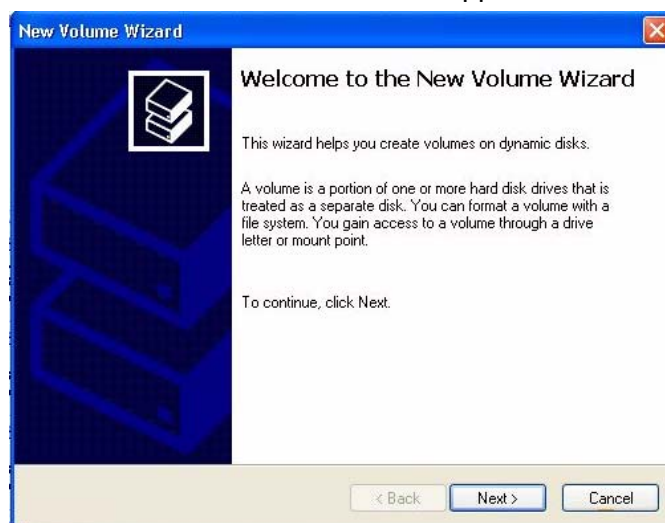 New Volume Wizard
Welcome to the New Volume Wizard
This wizard helps you create volumes on dynamic disks.
A volume is a portion of one or more hard disk drives that is
treated as a separate disk. You can format a volume with a
file system. You gain access to a volume through a drive
letter or mount point.
To continue, click Next.
< Back Next > Cancel